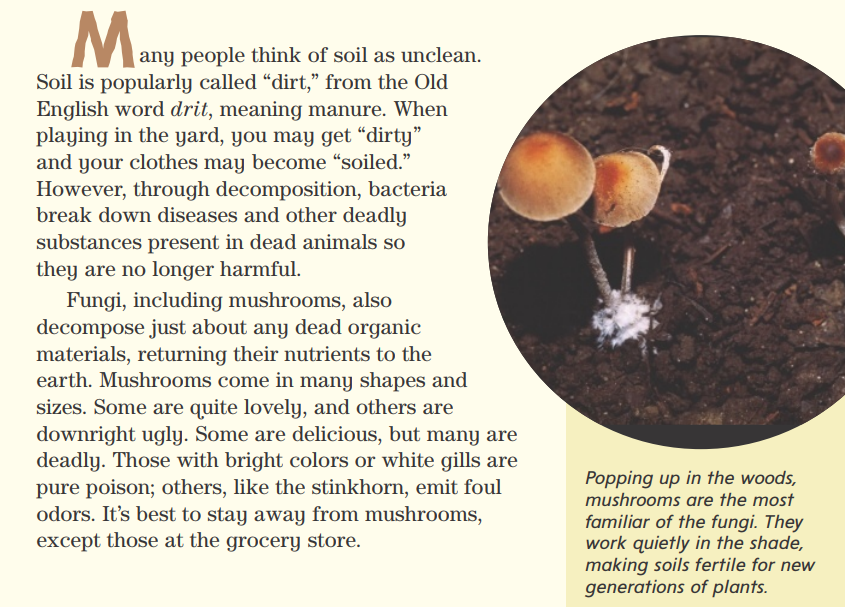 Many people think of soil as unclean.
Soil is popularly called “dirt,” from the Old
English word drit, meaning manure. When
playing in the yard, you may get “dirty”
and your clothes may become “soiled.”
However, through decomposition, bacteria
break down diseases and other deadly
substances present in dead animals so
they are no longer harmful.
Fungi, including mushrooms, also
decompose just about any dead organic
materials, returning their nutrients to the
earth. Mushrooms come in many shapes and
sizes. Some are quite lovely, and others are
downright ugly. Some are delicious, but many are
deadly. Those with bright colors or white gills are
pure poison; others, like the stinkhorn, emit foul
odors. It’s best to stay away from mushrooms,
except those at the grocery store.
Popping up in the woods,
mushrooms are the most
familiar of the fungi. They
work quietly in the shade,
making soils fertile for new
generations of plants.